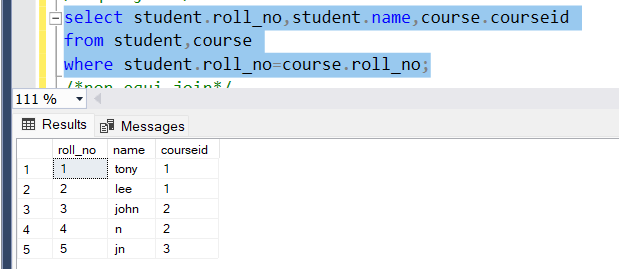 select student.roll_no,student.name,course.courseid
from student,course
where student.roll_no=course.roll_no;
/*non equi join*/
111 %
Results Messages
roll_no name courseid
1 1 tony 1
2 2 lee 1
3 3 john 2
4 4 n 2
5 5 jn 3